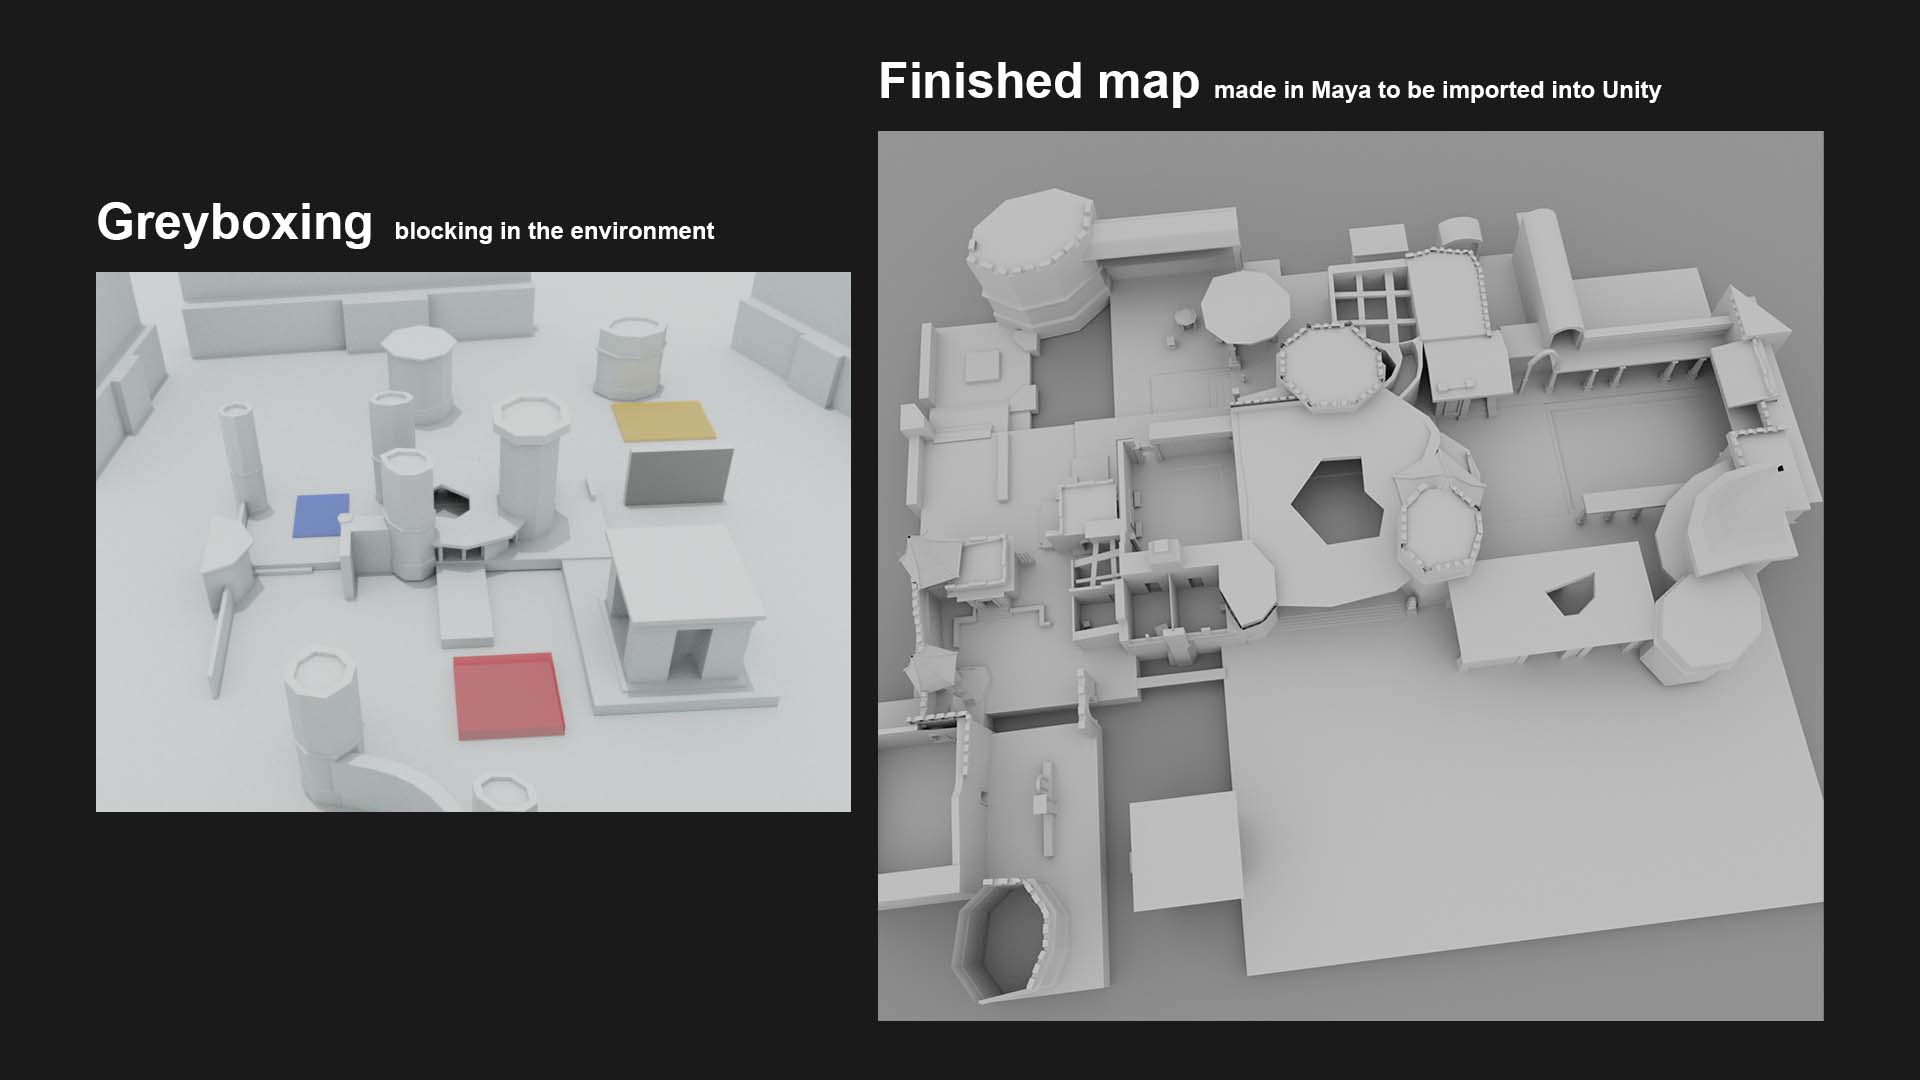 Greyboxing blocking in the environment
Finished map made in Maya to be imported into Unity